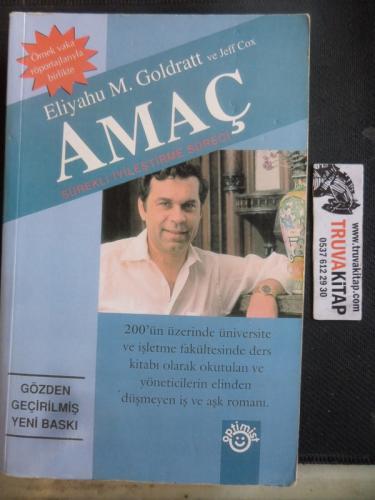 Örnek vaka
röportajlarıyla
birlikte
Eliyahu M. Goldratt ve Jeff Cox
AMAÇ
SÜREKLİ İYİLEŞTİRME SÜRECİ
200'ün üzerinde üniversite
ve işletme fakültesinde ders
kitabı olarak okutulan ve
yöneticilerin elinden
düşmeyen iş ve aşk romanı.
GÖZDEN
GEÇİRİLMİŞ
YENİ BASKI
optimist
www.truvakitap.com
TRUVAKİTAP
0537 612 29 30